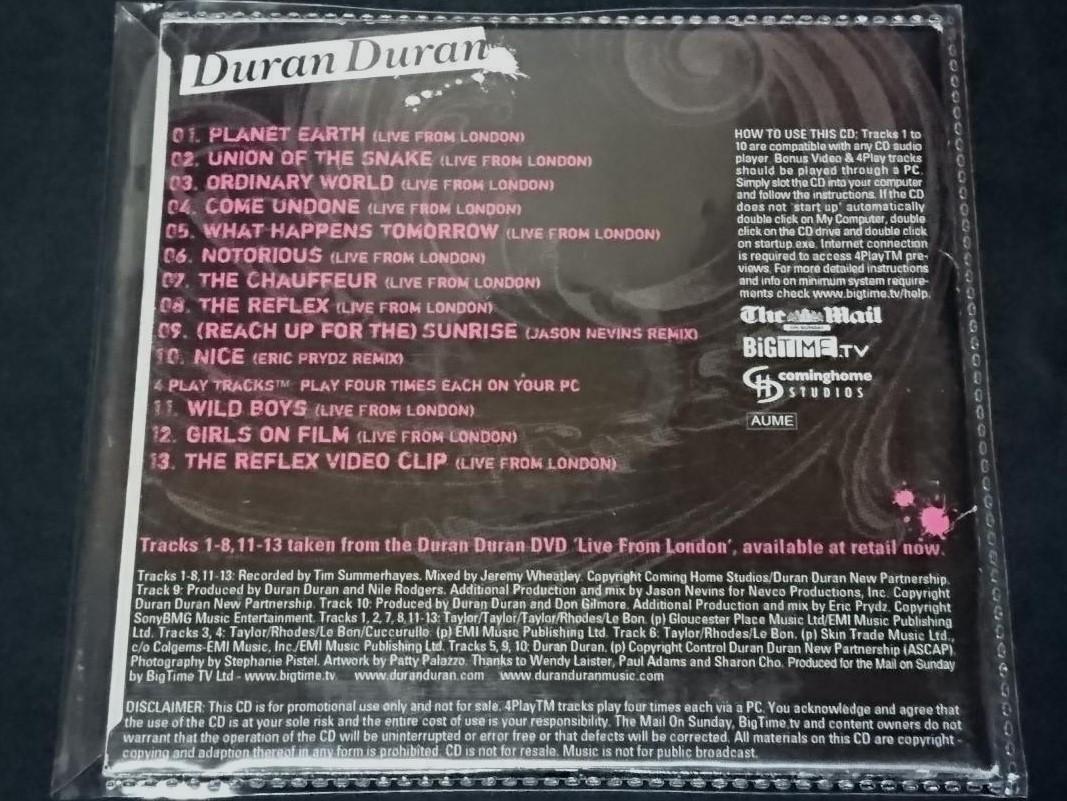 Duran Duran
01. PLANET EARTH (LIVE FROM LONDON)
02. UNION OF THE SNAKE (LIVE FROM LONDON)
03. ORDINARY WORLD (LIVE FROM LONDON)
04. COME UNDONE (LIVE FROM LONDON)
05. WHAT HAPPENS TOMORROW (LIVE FROM LONDON)
06. NOTORIOUS (LIVE FROM LONDON)
07. THE CHAUFFEUR (LIVE FROM LONDON)
08. THE REFLEX (LIVE FROM LONDON)
09. (REACH UP FOR THE) SUNRISE (JASON NEVINS REMIX)
10. NICE (ERIC PRYDZ REMIX)
4 PLAY TRACKS™ PLAY FOUR TIMES EACH ON YOUR PC
11. WILD BOYS (LIVE FROM LONDON)
12. GIRLS ON FILM (LIVE FROM LONDON)
13. THE REFLEX VIDEO CLIP (LIVE FROM LONDON)
HOW TO USE THIS CD: Tracks 1 to
10 are compatible with any CD audio
player. Bonus Video & 4Play tracks
should be played through a PC.
Simply slot the CD into your computer
and follow the instructions. If the CD
does not 'start up' automatically
double click on My Computer, double
click on the CD drive and double click
on startup.exe. Internet connection
is required to access 4PlayTM pre-
views. For more detailed instructions
and info on minimum system require-
ments check www.bigtime.tv/help.
The Mail
ON SUNDAY
BiGTIME.TV
cominghome
STUDIOS
AUME
Tracks 1-8,11-13 taken from the Duran Duran DVD 'Live From London', available at retail now.
Tracks 1-8,11-13: Recorded by Tim Summerhayes. Mixed by Jeremy Wheatley. Copyright Coming Home Studios/Duran Duran New Partnership.
Track 9: Produced by Duran Duran and Nile Rodgers. Additional Production and mix by Jason Nevins for Nevco Productions, Inc. Copyright
Duran Duran New Partnership. Track 10: Produced by Duran Duran and Don Gilmore. Additional Production and mix by Eric Prydz. Copyright
SonyBMG Music Entertainment. Tracks 1, 2, 7, 8,11-13: Taylor/Taylor/Taylor/Rhodes/Le Bon. (p) Gloucester Place Music Ltd/EMI Music Publishing
Ltd. Tracks 3, 4: Taylor/Rhodes/Le Bon/Cuccurullo. (p) EMI Music Publishing Ltd. Track 6: Taylor/Rhodes/Le Bon. (p) Skin Trade Music Ltd.,
c/o Colgems-EMI Music, Inc./EMI Music Publishing Ltd. Tracks 5, 9, 10: Duran Duran. (p) Copyright Control Duran Duran New Partnership (ASCAP)
Photography by Stephanie Pistel. Artwork by Patty Palazzo. Thanks to Wendy Laister, Paul Adams and Sharon Cho. Produced for the Mail on Sunday
by BigTime TV Ltd - www.bigtime.tv www.duranduran.com www.duranduranmusic.com
DISCLAIMER: This CD is for promotional use only and not for sale. 4PlayTM tracks play four times each via a PC. You acknowledge and agree that
the use of the CD is at your sole risk and the entire cost of use is your responsibility. The Mail On Sunday, BigTime.tv and content owners do not
warrant that the operation of the CD will be uninterrupted or error free or that defects will be corrected. All materials on this CD are copyright -
copying and adaption thereof in any form is prohibited. CD is not for resale. Music is not for public broadcast.